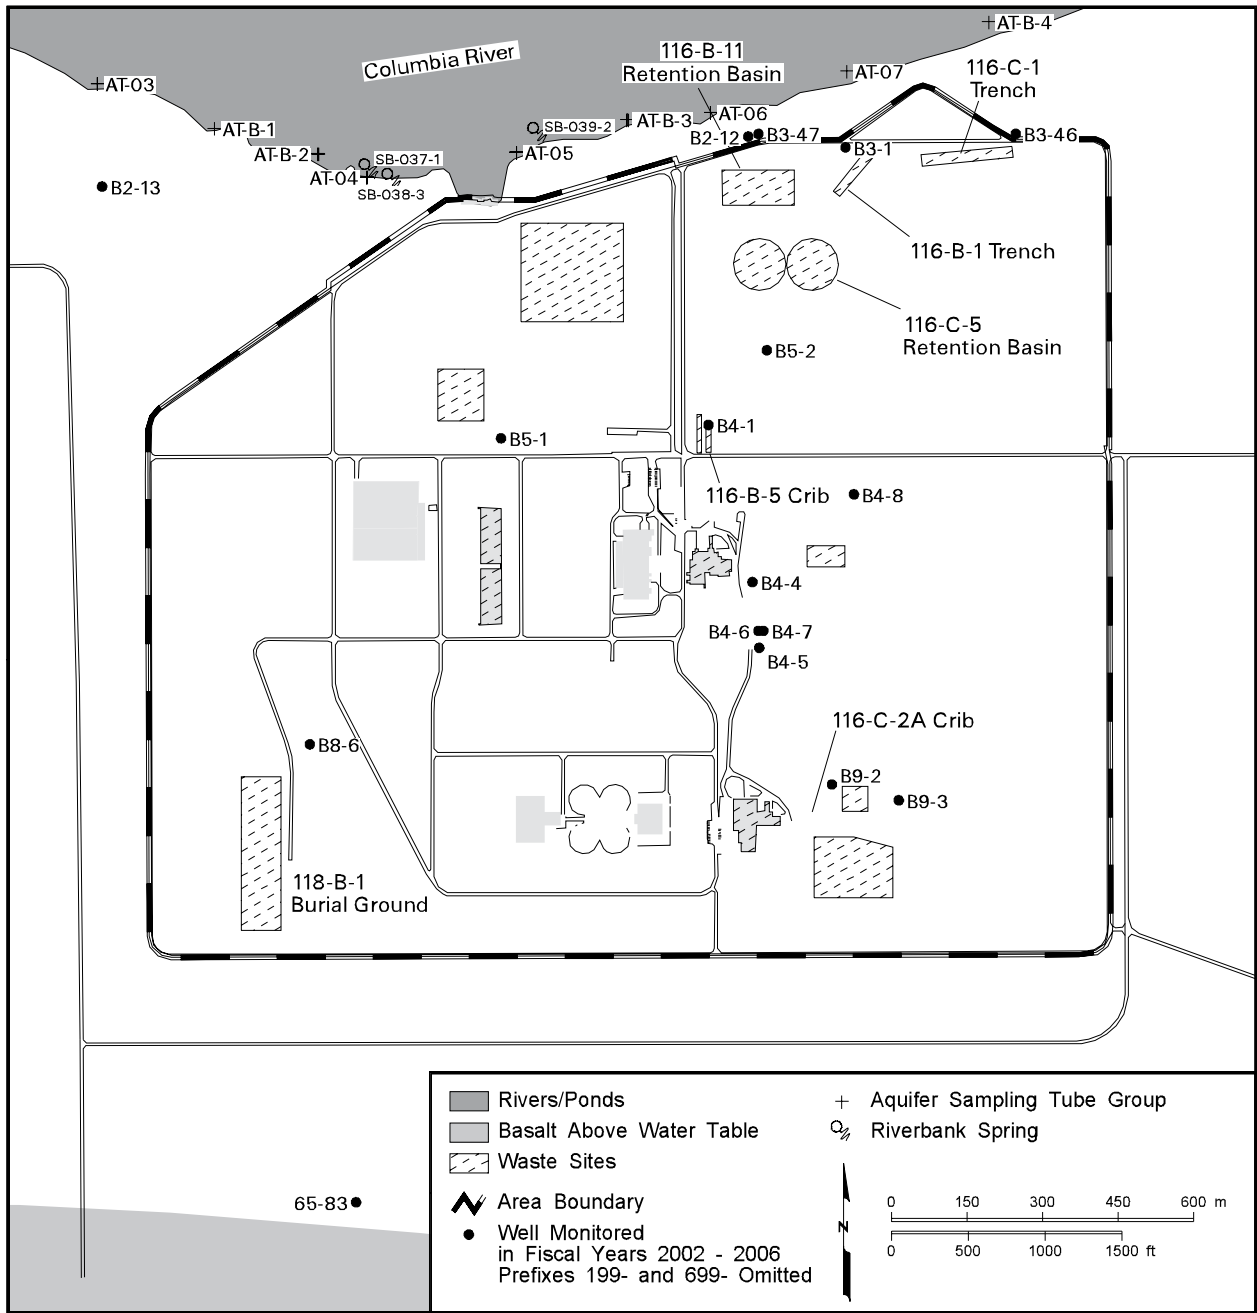 AT-B-4
Columbia River
116-B-11
Retention Basin
AT-07
116-C-1
Trench
AT-03
AT-B-1
AT-B-3
AT-06
SB-039-2
B2-12
B3-47
B3-46
AT-B-2
SB-037-1
AT-05
B3-1
AT-04
SB-038-3
B2-13
116-B-1 Trench
116-C-5
Retention Basin
B5-2
B4-1
B5-1
116-B-5 Crib
B4-8
B4-4
B4-6
B4-7
B4-5
116-C-2A Crib
B8-6
B9-2
B9-3
118-B-1
Burial Ground
65-83
Rivers/Ponds
Basalt Above Water Table
Waste Sites
Area Boundary
Well Monitored
in Fiscal Years 2002 - 2006
Prefixes 199- and 699- Omitted
Aquifer Sampling Tube Group
Riverbank Spring
N
0 150 300 450 600 m
0 500 1000 1500 ft